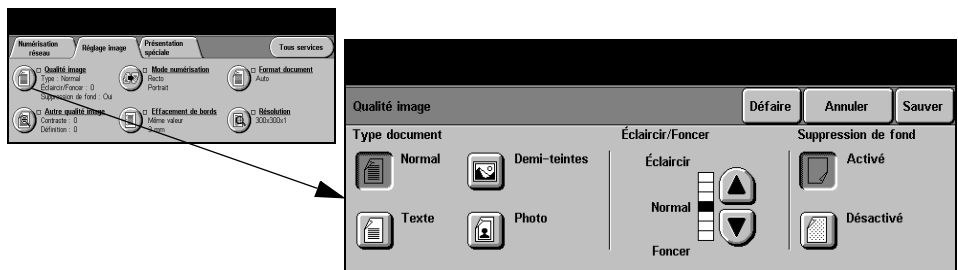 Numérisation réseau
Réglage image
Présentation spéciale
Tous services
Qualité image
Type : Normal
Éclaircir/Foncer : 0
Suppression de fond : Oui
Mode numérisation
Recto
Portrait
Format document
Auto
Autre qualité image
Contraste : 0
Définition : 0
Effacement de bords
Même valeur
3 mm
Résolution
300x300x1
Qualité image
Défaire
Annuler
Sauver
Type document
Éclaircir/Foncer
Suppression de fond
Normal
Demi-teintes
Texte
Photo
Éclaircir
Normal
Foncer
Activé
Désactivé